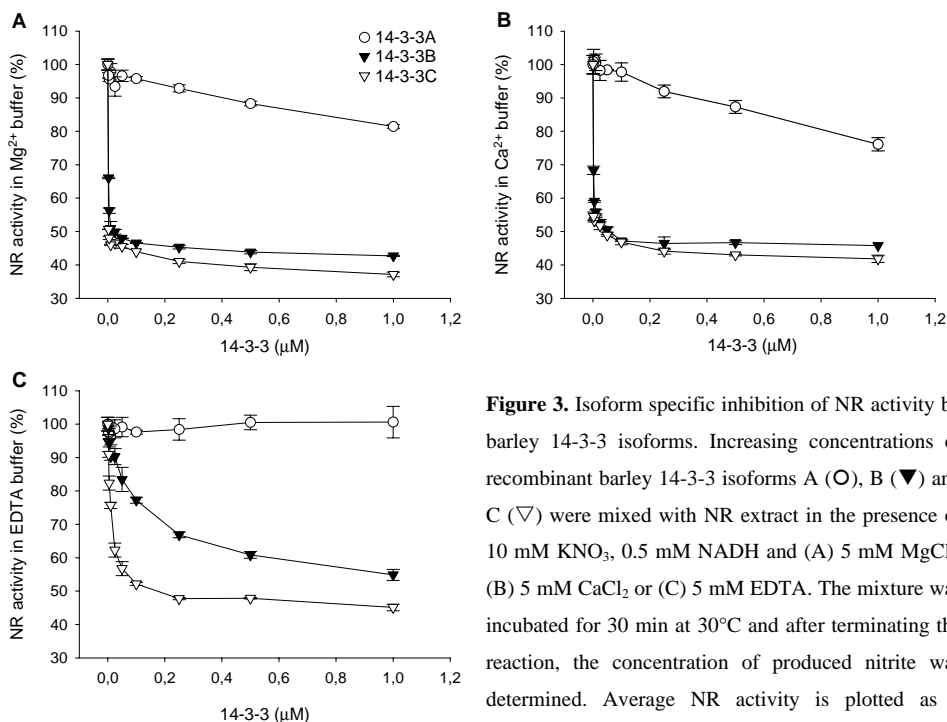 A
NR activity in Mg²⁺ buffer (%)
110
100
90
80
70
60
50
40
30
0,0 0,2 0,4 0,6 0,8 1,0 1,2
14-3-3 (μM)
14-3-3A
14-3-3B
14-3-3C
B
NR activity in Ca²⁺ buffer (%)
110
100
90
80
70
60
50
40
30
0,0 0,2 0,4 0,6 0,8 1,0 1,2
14-3-3 (μM)
C
NR activity in EDTA buffer (%)
110
100
90
80
70
60
50
40
30
0,0 0,2 0,4 0,6 0,8 1,0 1,2
14-3-3 (μM)
Figure 3. Isoform specific inhibition of NR activity b
barley 14-3-3 isoforms. Increasing concentrations
recombinant barley 14-3-3 isoforms A (○), B (▼) an
C (▽) were mixed with NR extract in the presence
10 mM KNO₃, 0.5 mM NADH and (A) 5 mM MgCl
(B) 5 mM CaCl₂ or (C) 5 mM EDTA. The mixture wa
incubated for 30 min at 30°C and after terminating th
reaction, the concentration of produced nitrite wa
determined. Average NR activity is plotted as